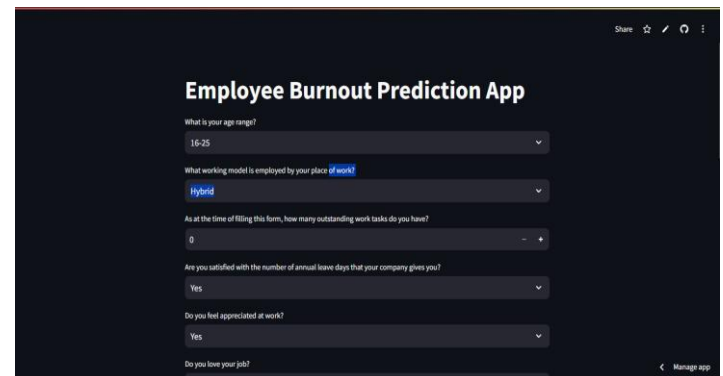 Share
Employee Burnout Prediction App
What is your age range?
16-25
What working model is employed by your place of work?
Hybrid
As at the time of filling this form, how many outstanding work tasks do you have?
0
Are you satisfied with the number of annual leave days that your company gives you?
Yes
Do you feel appreciated at work?
Yes
Do you love your job?
Manage app